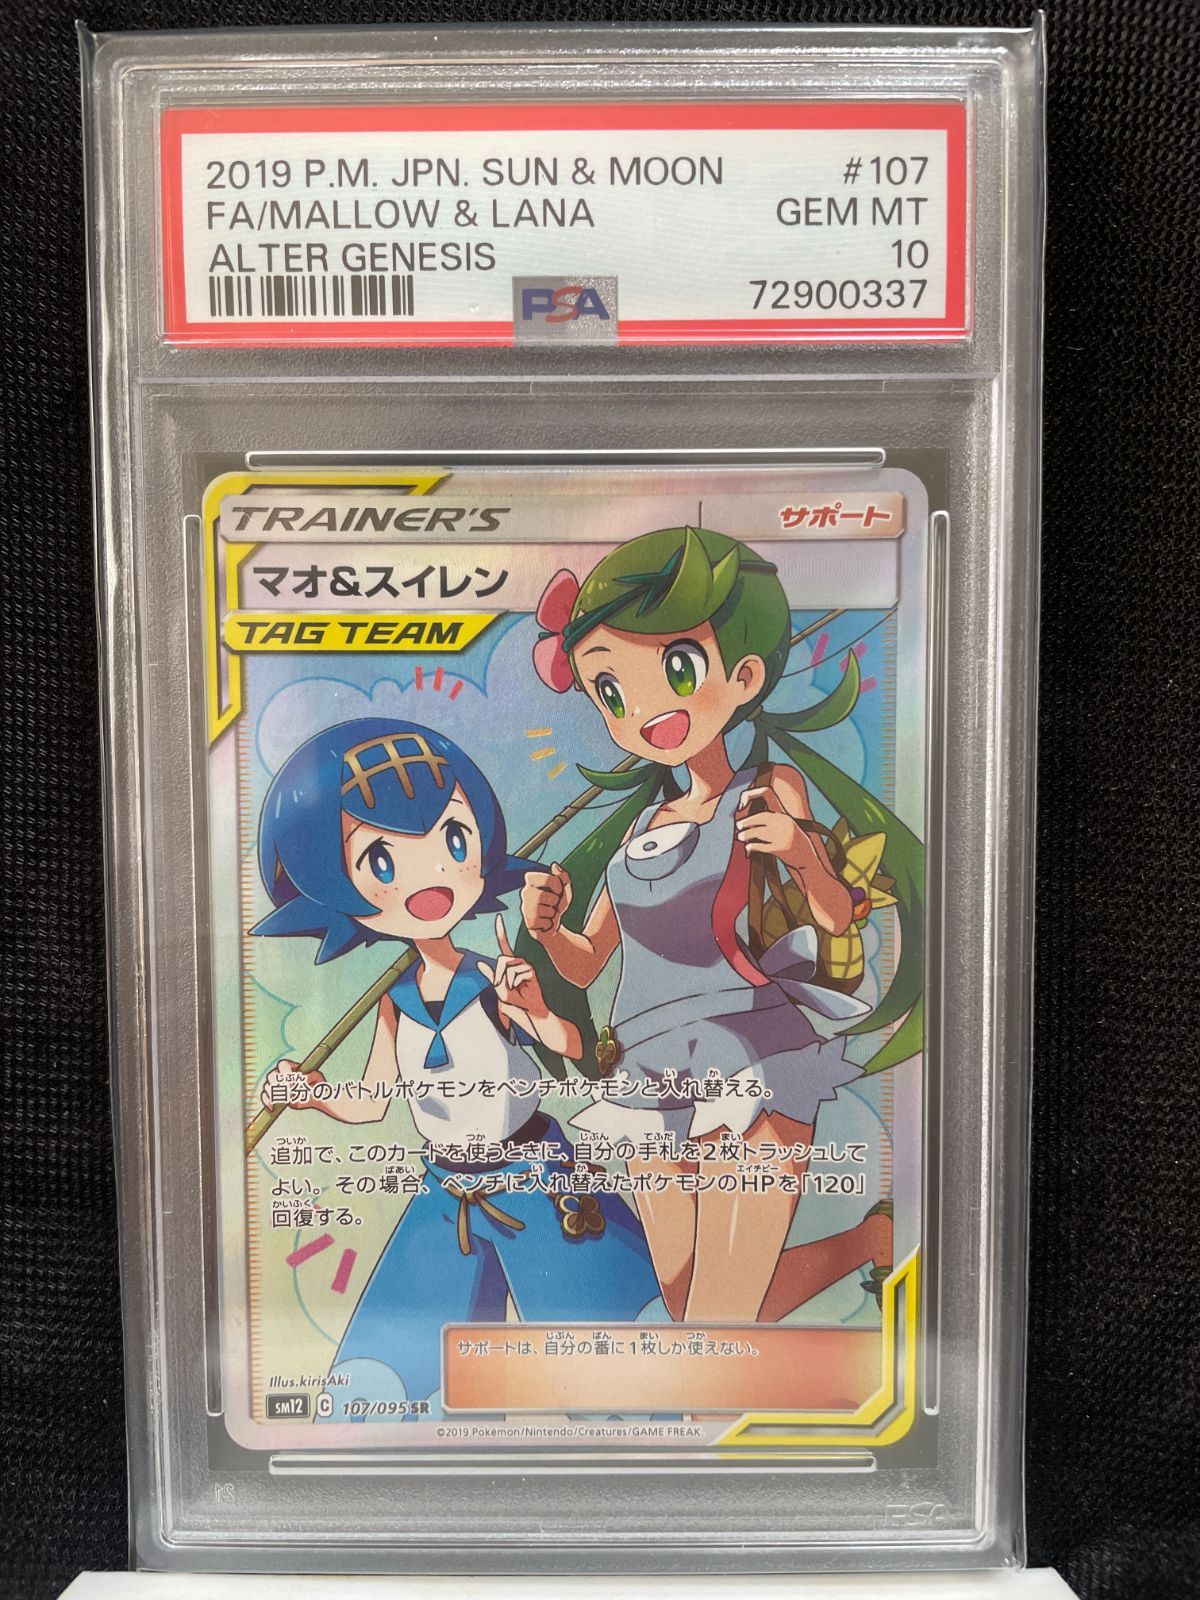 2019 P.M. JPN. SUN & MOON #107
FA/MALLOW & LANA GEM MT
ALTER GENESIS 10
PSA 72900337
TRAINER'S サポート
マオ&スイレン
TAG TEAM
自分のバトルポケモンをベンチポケモンと入れ替える。
追加で、このカードを使うときに、自分の手札を2枚トラッシュして
よい。その場合、ベンチに入れ替えたポケモンのHPを「120」
回復する。
サポートは、自分の番に1枚しか使えない。
Illus.kirisAki
sm12 C 107/095 SR
©2019 Pokémon/Nintendo/Creatures/GAME FREAK.
PSA